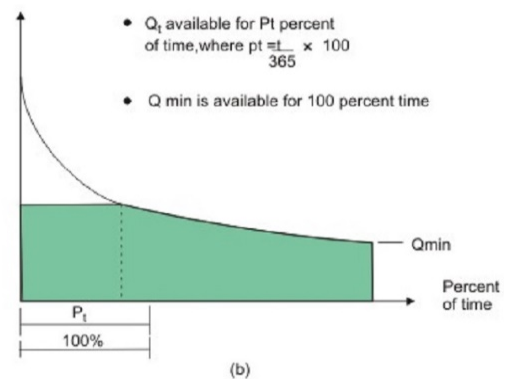 • Qt available for Pt percent
of time,where pt = t/365 × 100
• Q min is available for 100 percent time
Qmin
Percent
of time
Pt
100%
(b)